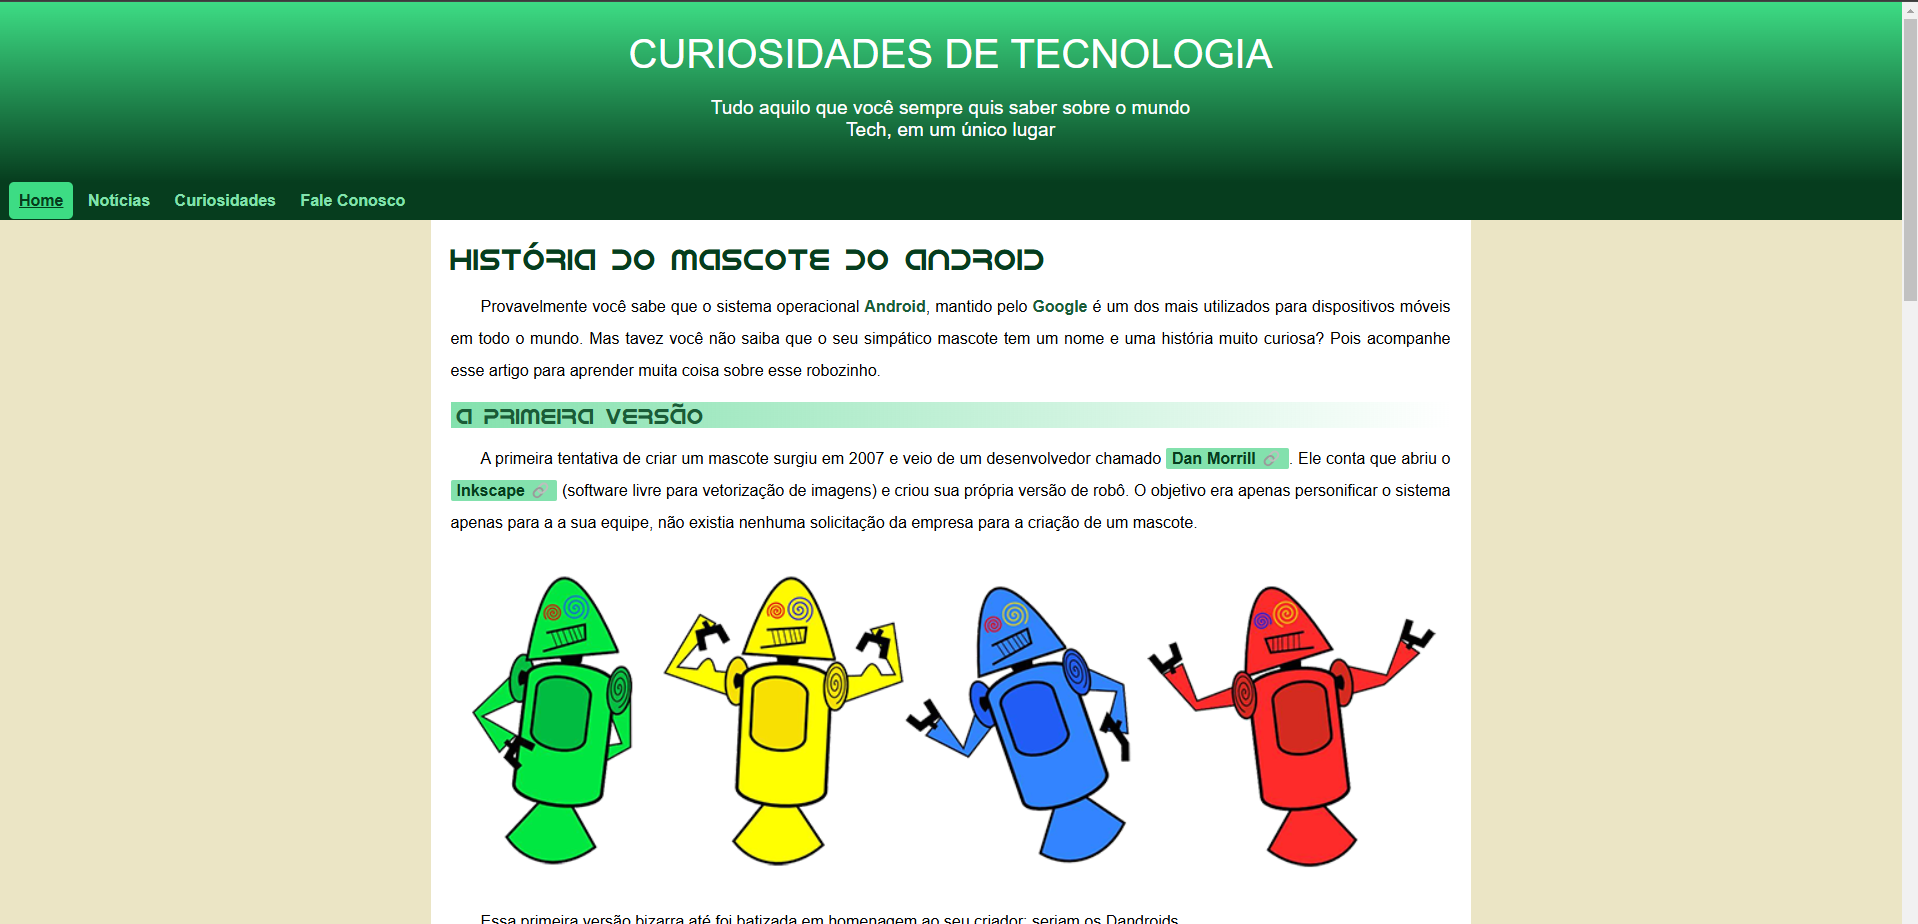 CURIOSIDADES DE TECNOLOGIA
Tudo aquilo que você sempre quis saber sobre o mundo
Tech, em um único lugar
Home Notícias Curiosidades Fale Conosco
HISTÓRIA DO MASCOTE DO ANDROID
Provavelmente você sabe que o sistema operacional Android, mantido pelo Google é um dos mais utilizados para dispositivos móveis
em todo o mundo. Mas tavez você não saiba que o seu simpático mascote tem um nome e uma história muito curiosa? Pois acompanhe
esse artigo para aprender muita coisa sobre esse robozinho.
A PRIMEIRA VERSÃO
A primeira tentativa de criar um mascote surgiu em 2007 e veio de um desenvolvedor chamado Dan Morrill. Ele conta que abriu o
Inkscape (software livre para vetorização de imagens) e criou sua própria versão de robô. O objetivo era apenas personificar o sistema
apenas para a a sua equipe, não existia nenhuma solicitação da empresa para a criação de um mascote.
Essa primeira versão bizarra até foi batizada em homenagem ao seu criador: seriam os Dandroids.